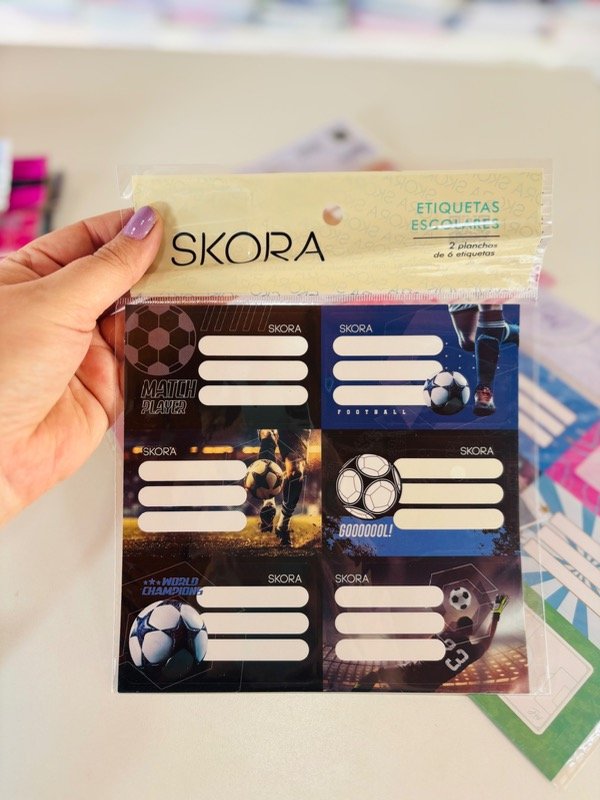 SKORA
ETIQUETAS
ESCOLARES
2 planchas
de 6 etiquetas
SKORA
MATCH
PLAYER
SKORA
FOOTBALL
SKORA
SKORA
GOOOOOOL!
★★★WORLD
CHAMPIONS
SKORA
SKORA
3